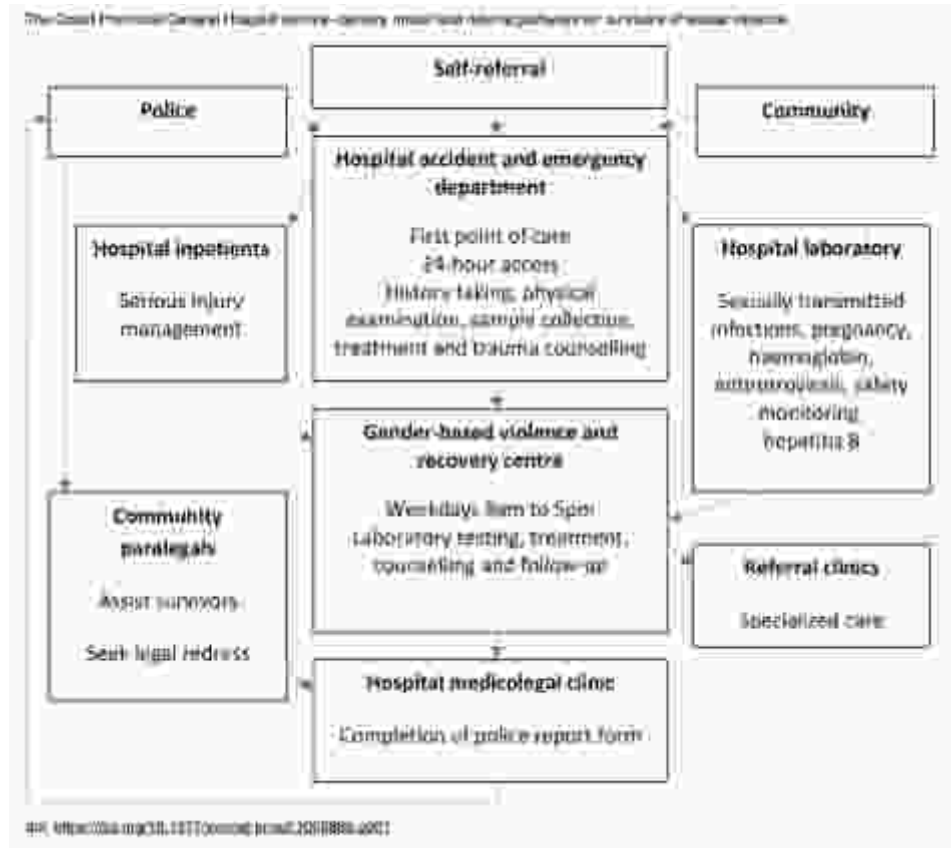 Self-referral
Police
Community
Hospital accident and emergency
department
First point of care
24-hour access
History taking, physical
examination, sample collection,
treatment and trauma counselling
Hospital inpatients
Serious injury
management
Hospital laboratory
Sexually transmitted
infections, pregnancy,
haemoglobin,
safety
monitoring
hepatitis B
Gender-based violence and
recovery centre
Weekdays 8am to 5pm
Laboratory testing, treatment,
counselling and follow-up
Community
paralegals
Assist survivors
Seek legal redress
Referral clinics
Specialized care
Hospital medicolegal clinic
Completion of police report form